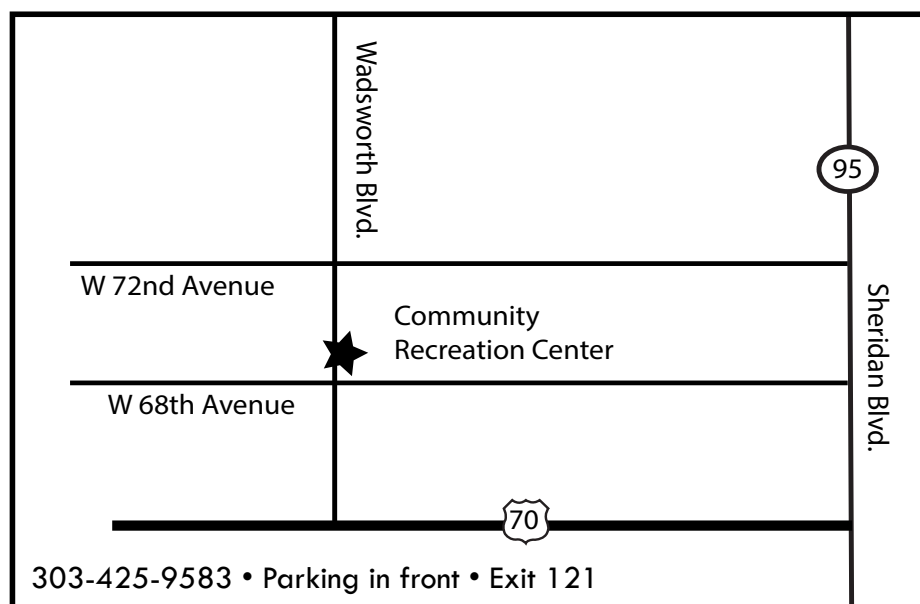 Wadsworth Blvd.
95
W 72nd Avenue
Community
Recreation Center
Sheridan Blvd.
W 68th Avenue
70
303-425-9583 • Parking in front • Exit 121